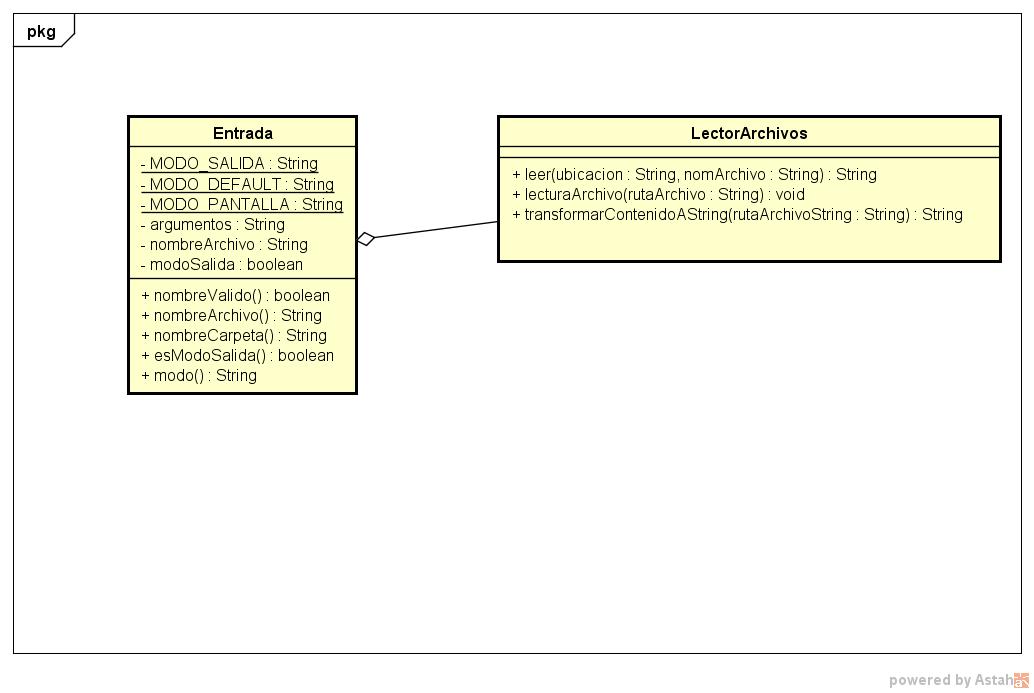 pkg
Entrada
- MODO_SALIDA : String
- MODO_DEFAULT : String
- MODO_PANTALLA : String
- argumentos : String
- nombreArchivo : String
- modoSalida : boolean
+ nombreValido() : boolean
+ nombreArchivo() : String
+ nombreCarpeta() : String
+ esModoSalida() : boolean
+ modo() : String
LectorArchivos
+ leer(ubicacion : String, nomArchivo : String) : String
+ lecturaArchivo(rutaArchivo : String) : void
+ transformarContenidoAString(rutaArchivoString : String) : String
powered by Astah